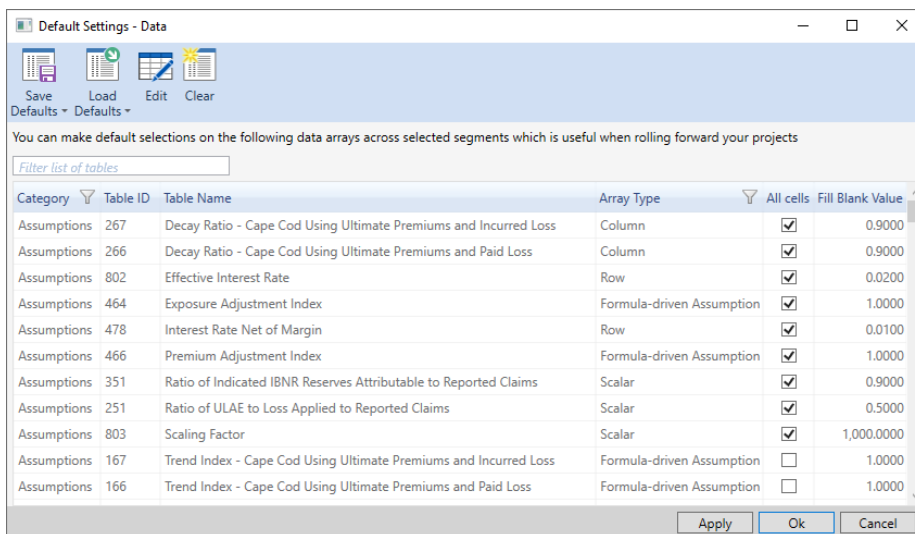 Default Settings - Data
Save Defaults
Load Defaults
Edit
Clear
You can make default selections on the following data arrays across selected segments which is useful when rolling forward your projects
Filter list of tables
Category Table ID Table Name Array Type All cells Fill Blank Value
Assumptions 267 Decay Ratio - Cape Cod Using Ultimate Premiums and Incurred Loss Column 0.9000
Assumptions 266 Decay Ratio - Cape Cod Using Ultimate Premiums and Paid Loss Column 0.9000
Assumptions 802 Effective Interest Rate Row 0.0200
Assumptions 464 Exposure Adjustment Index Formula-driven Assumption 1.0000
Assumptions 478 Interest Rate Net of Margin Row 0.0100
Assumptions 466 Premium Adjustment Index Formula-driven Assumption 1.0000
Assumptions 351 Ratio of Indicated IBNR Reserves Attributable to Reported Claims Scalar 0.9000
Assumptions 251 Ratio of ULAE to Loss Applied to Reported Claims Scalar 0.5000
Assumptions 803 Scaling Factor Scalar 1,000.0000
Assumptions 167 Trend Index - Cape Cod Using Ultimate Premiums and Incurred Loss Formula-driven Assumption 1.0000
Assumptions 166 Trend Index - Cape Cod Using Ultimate Premiums and Paid Loss Formula-driven Assumption 1.0000
Apply Ok Cancel